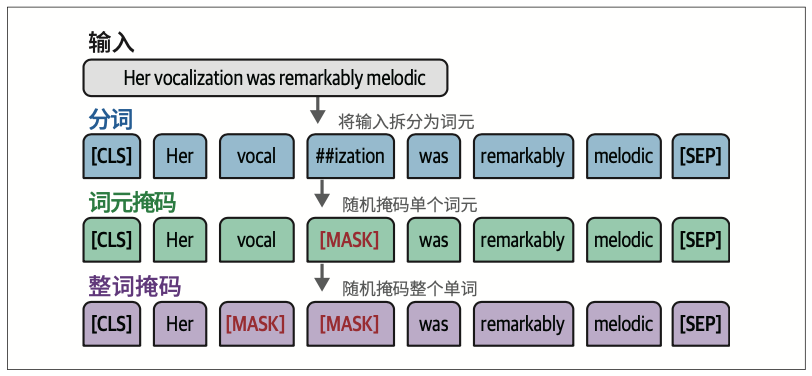 输入
Her vocalization was remarkably melodic
将输入拆分为词元
分词
[CLS] Her vocal ##ization was remarkably melodic [SEP]
随机掩码单个词元
词元掩码
[CLS] Her vocal [MASK] was remarkably melodic [SEP]
随机掩码整个单词
整词掩码
[CLS] Her [MASK] [MASK] was remarkably melodic [SEP]